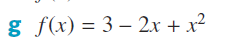 g f(x) = 3 − 2x + x²